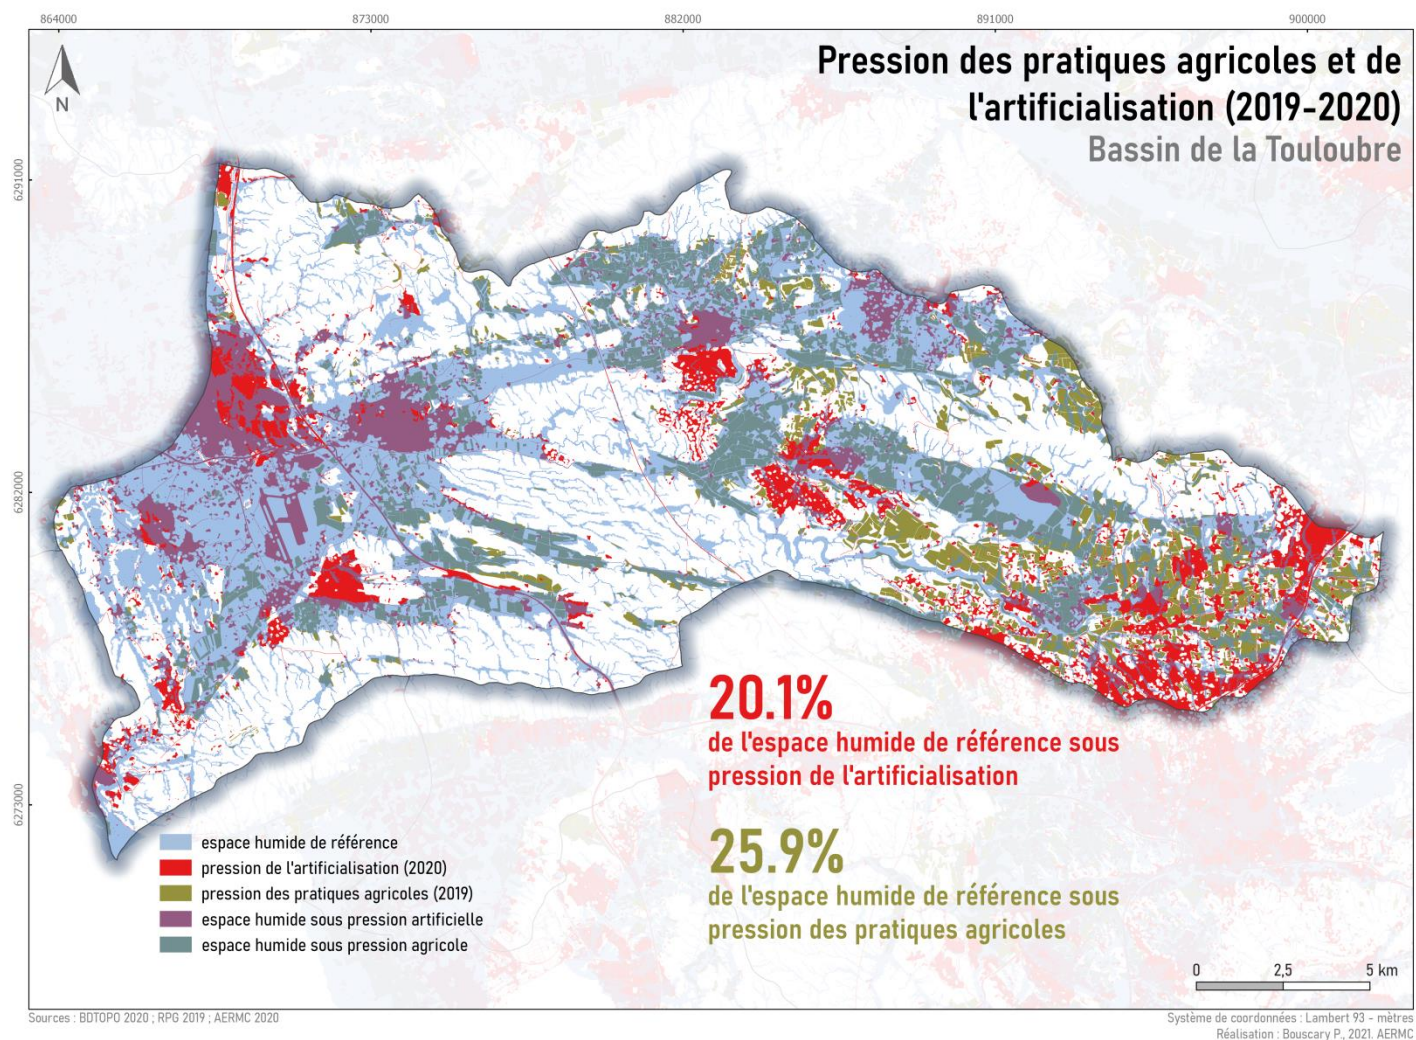 864000
873000
882000
891000
900000
Pression des pratiques agricoles et de
l'artificialisation (2019-2020)
Bassin de la Touloubre
N
6291000
6282000
6273000
20.1%
de l'espace humide de référence sous
pression de l'artificialisation
25.9%
de l'espace humide de référence sous
pression des pratiques agricoles
espace humide de référence
pression de l'artificialisation (2020)
pression des pratiques agricoles (2019)
espace humide sous pression artificielle
espace humide sous pression agricole
0 2,5 5 km
Sources : BDTOPO 2020 ; RPG 2019 ; AERMC 2020
Système de coordonnées : Lambert 93 - mètres
Réalisation : Bouscary P., 2021. AERMC